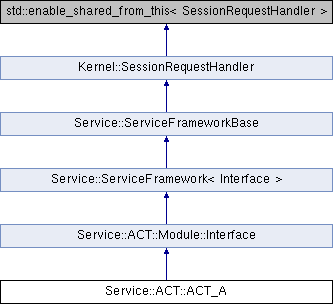 std::enable_shared_from_this< SessionRequestHandler >
Kernel::SessionRequestHandler
Service::ServiceFrameworkBase
Service::ServiceFramework< Interface >
Service::ACT::Module::Interface
Service::ACT::ACT_A